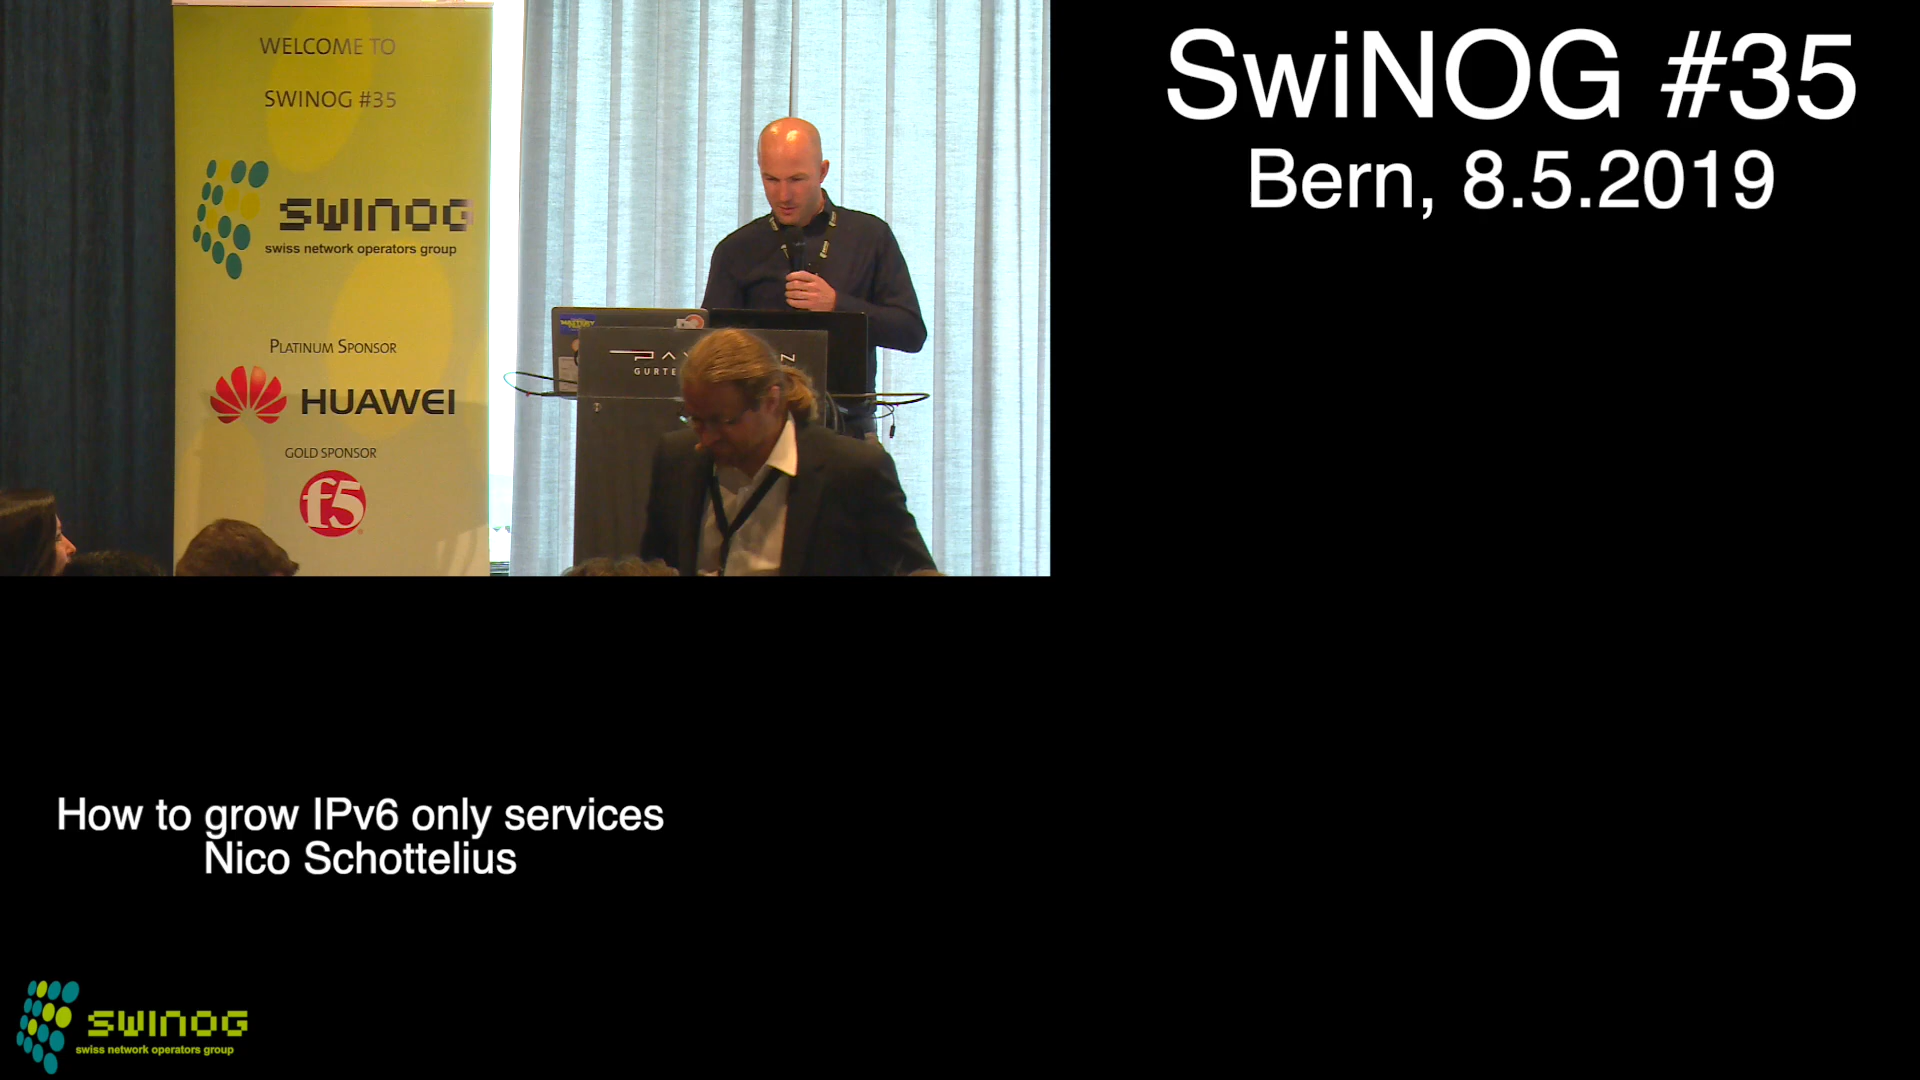 WELCOME TO
SWINOG #35
SWINOG
swiss network operators group
PLATINUM SPONSOR
HUAWEI
GOLD SPONSOR
f5
SwiNOG #35
Bern, 8.5.2019
How to grow IPv6 only services
Nico Schottelius
SWINOG
swiss network operators group